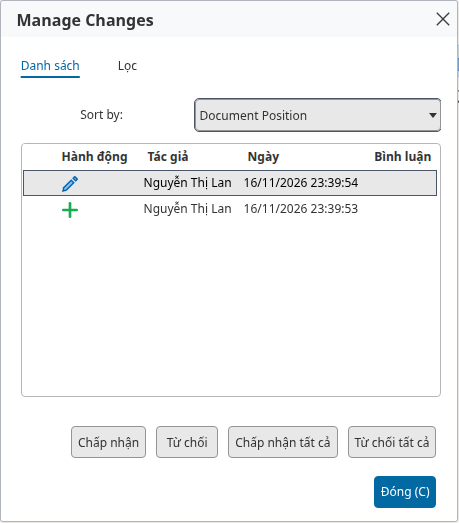 Manage Changes
Danh sách Lọc
Sort by: Document Position
Hành động Tác giả Ngày Bình luận
Nguyễn Thị Lan 16/11/2026 23:39:54
Nguyễn Thị Lan 16/11/2026 23:39:53
Chấp nhận Từ chối Chấp nhận tất cả Từ chối tất cả
Đóng (C)